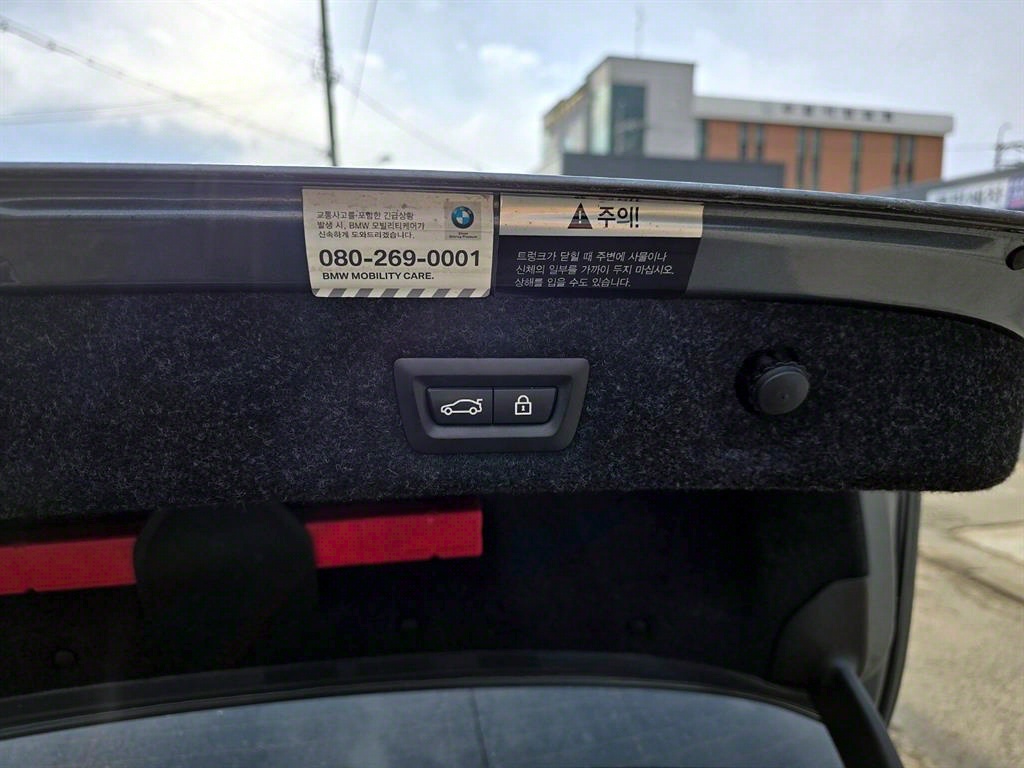 교통사고를 포함한 긴급상황
발생 시, BMW 모빌리티케어가
신속하게 도와드리겠습니다.
080-269-0001
BMW MOBILITY CARE.
주의!
트렁크가 닫힐 때 주변에 사물이나
신체의 일부를 가까이 두지 마십시오.
상해를 입을 수도 있습니다.